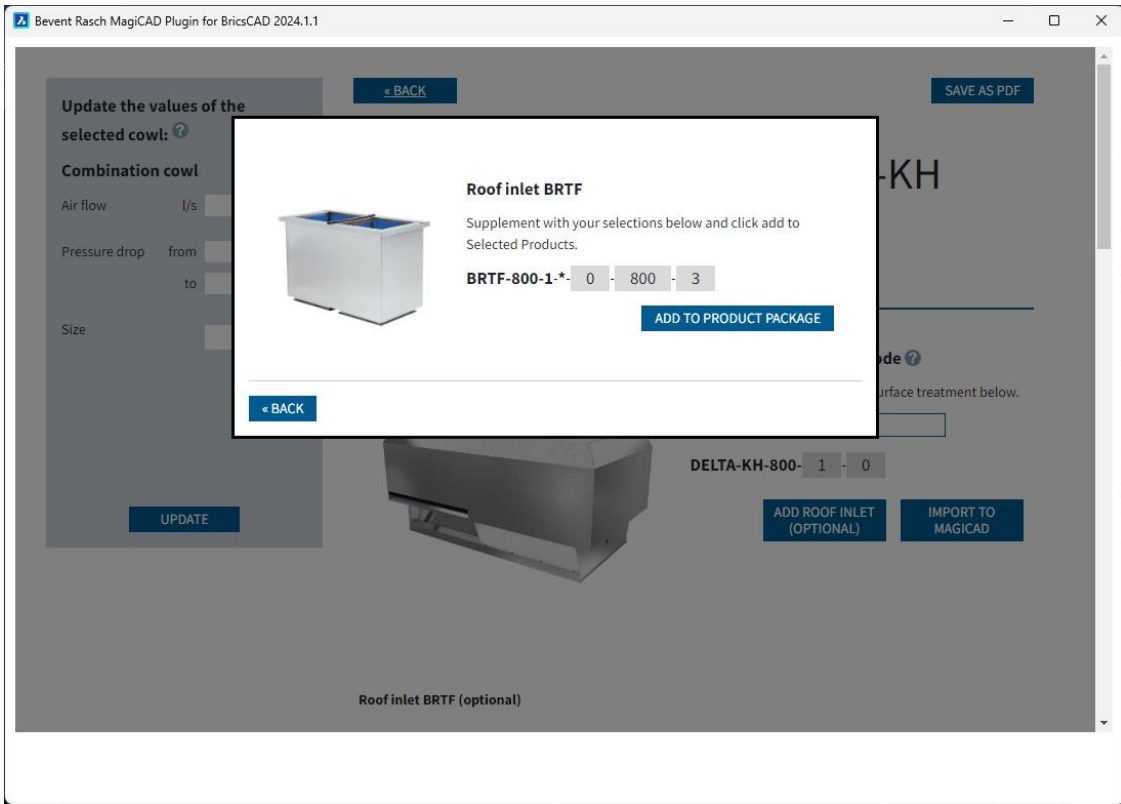 Bevent Rasch MagiCAD Plugin for BricsCAD 2024.1.1
« BACK
SAVE AS PDF
Update the values of the
selected cowl: ?
Combination cowl
Air flow l/s
Pressure drop from
to
Size
UPDATE
-KH
Roof inlet BRTF
Supplement with your selections below and click add to
Selected Products.
BRTF-800-1-*- 0 - 800 - 3
ADD TO PRODUCT PACKAGE
« BACK
?
treatment below.
DELTA-KH-800- 1 - 0
ADD ROOF INLET
(OPTIONAL)
IMPORT TO
MAGICAD
Roof inlet BRTF (optional)